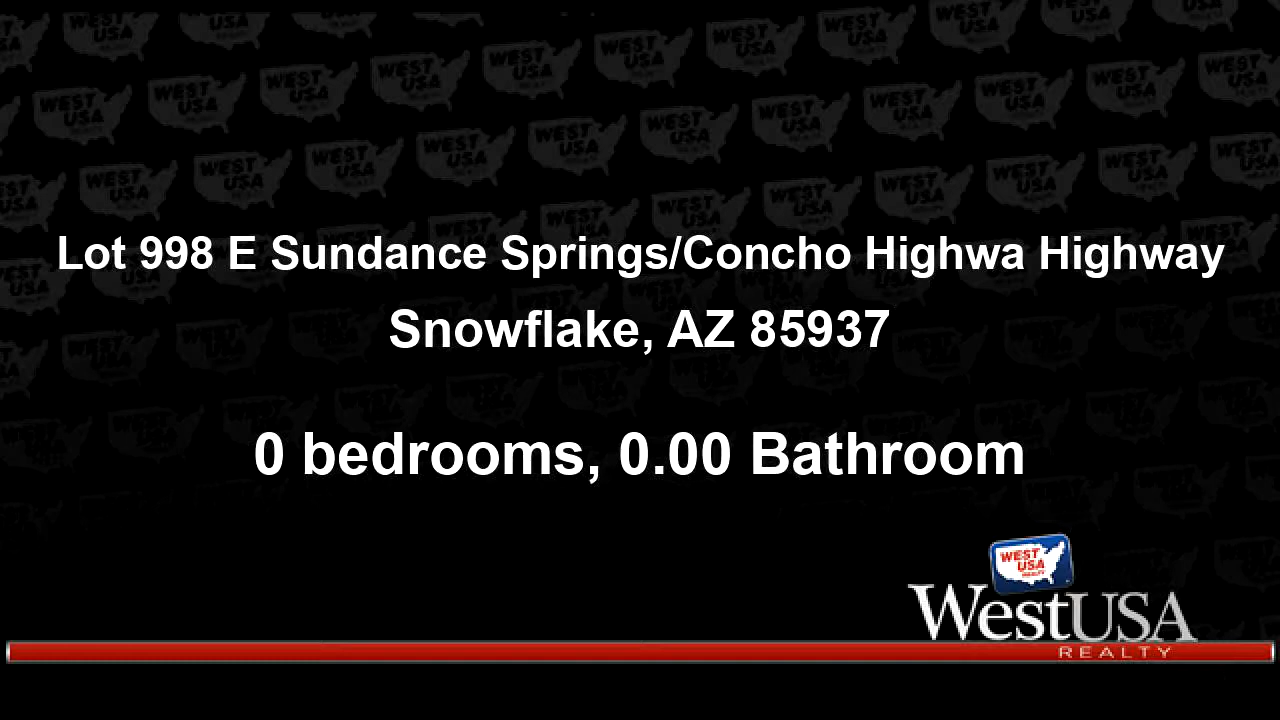 Lot 998 E Sundance Springs/Concho Highwa Highway
Snowflake, AZ 85937
0 bedrooms, 0.00 Bathroom
WEST
USA
REALTY
WestUSA
REALTY